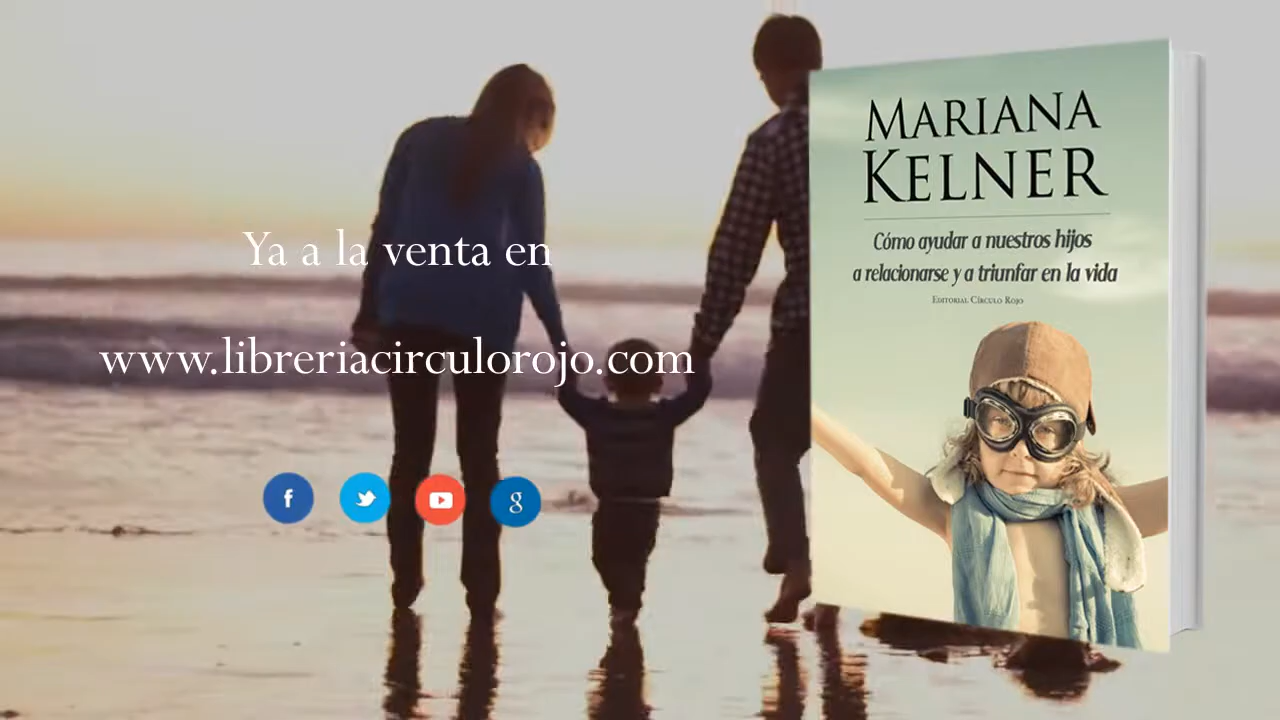 Ya a la venta en
www.libreriacirculorojo.com
f
g
MARIANA
KELNER
Cómo ayudar a nuestros hijos
a relacionarse y a triunfar en la vida
EDITORIAL CÍRCULO ROJO